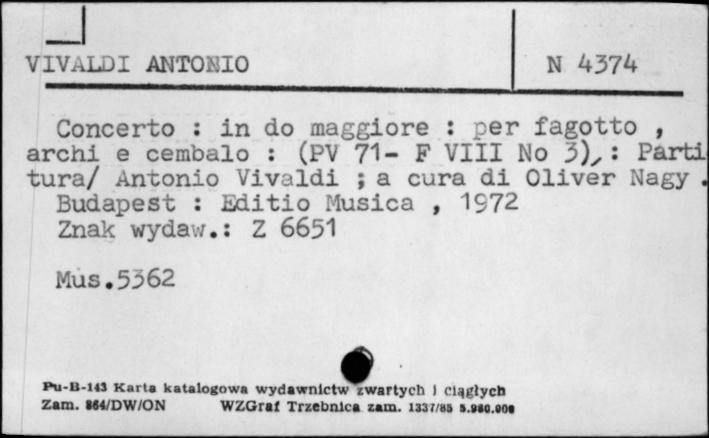 VIVALDI ANTONIO N 4374
Concerto : in do maggiore : per fagotto ,
archi e cembalo : (PV 71- F VIII No 3),: Parti
tura/ Antonio Vivaldi ; a cura di Oliver Nagy .
Budapest : Editio Musica , 1972
Znak wydaw.: Z 6651
Mus.5362
Pu-B-143 Karta katalogowa wydawnictw zwartych i ciągłych
Zam. 864/DW/ON WZGraf Trzebnica zam. 1337/85 5.980.000